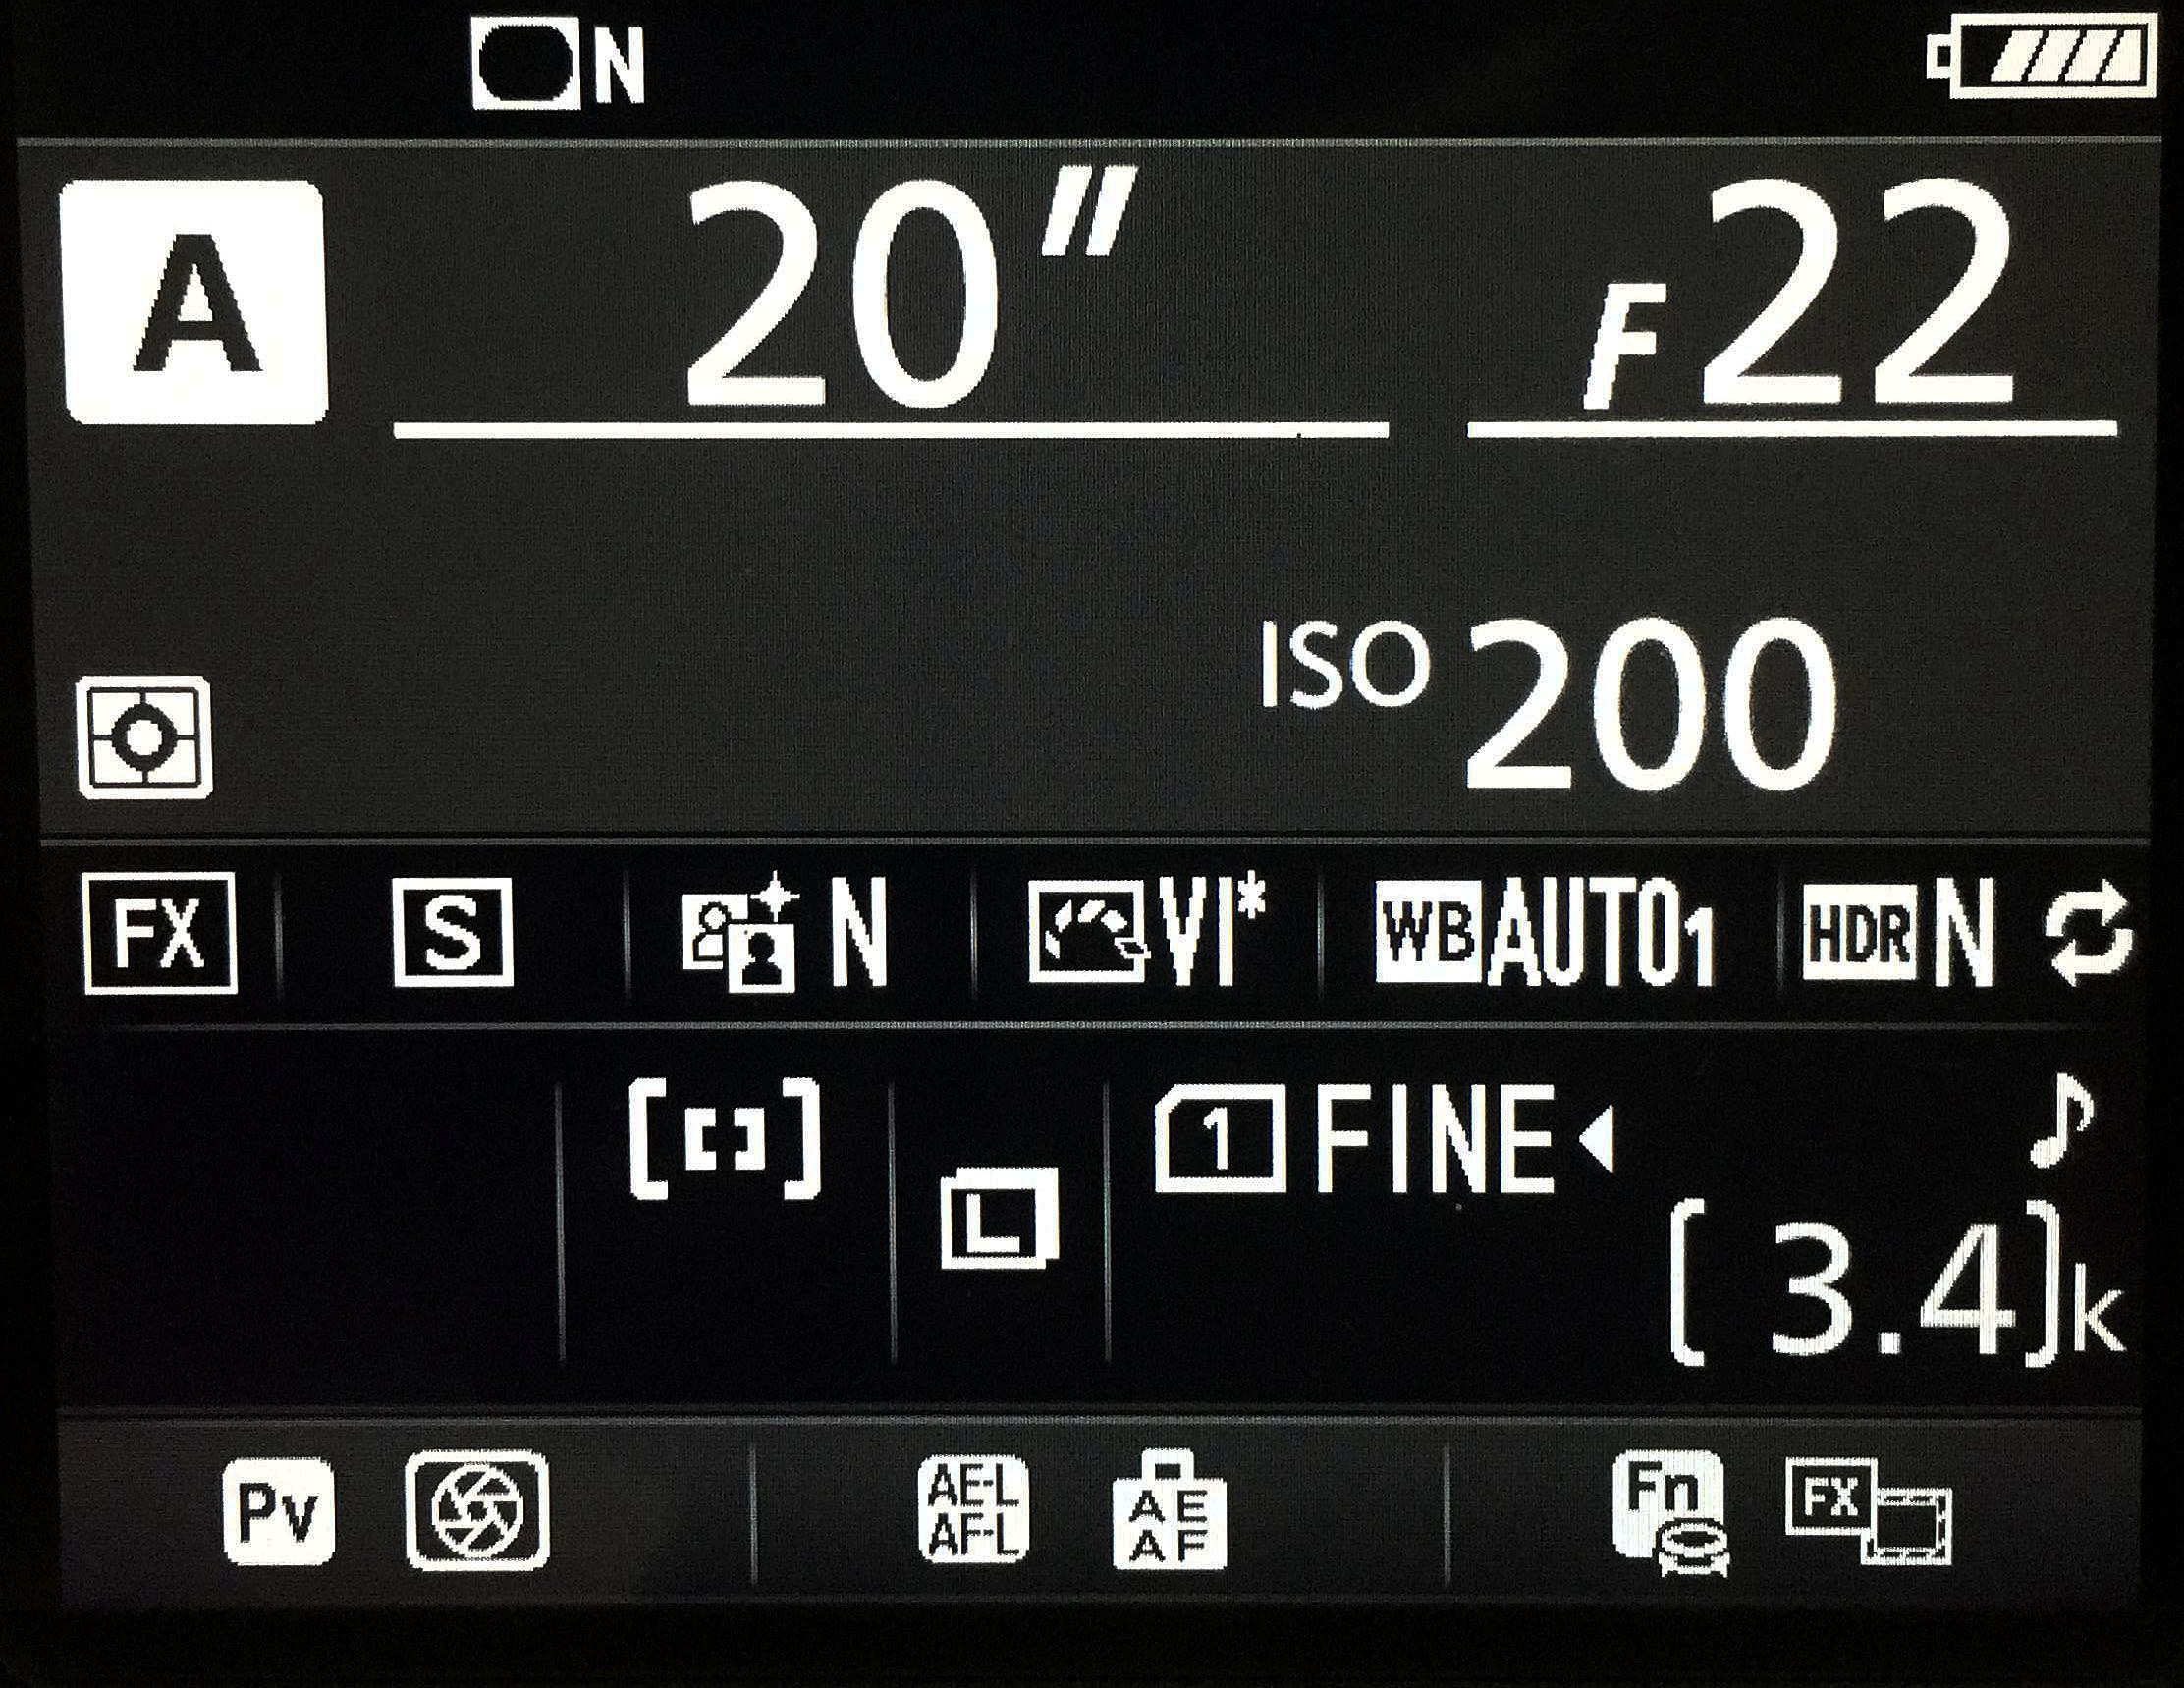 N
A 20" F22
ISO 200
FX S N VI* WB AUTO1 HDR N
1 FINE
L
[ 3.4]k
Pv AE-L AF-L AE AF Fn FX